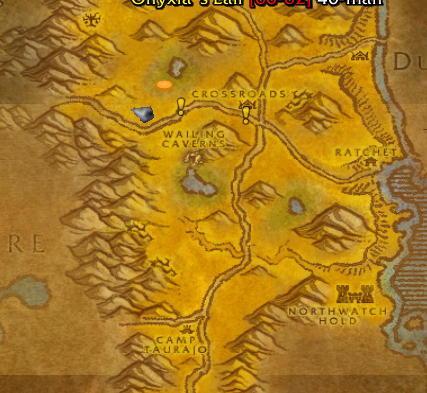 Onyxia's Lair [60-62] 40-man
Du
CROSSROADS
WAILING
CAVERNS
RATCHET
RE
NORTHWATCH
HOLD
CAMP
TAURAJO